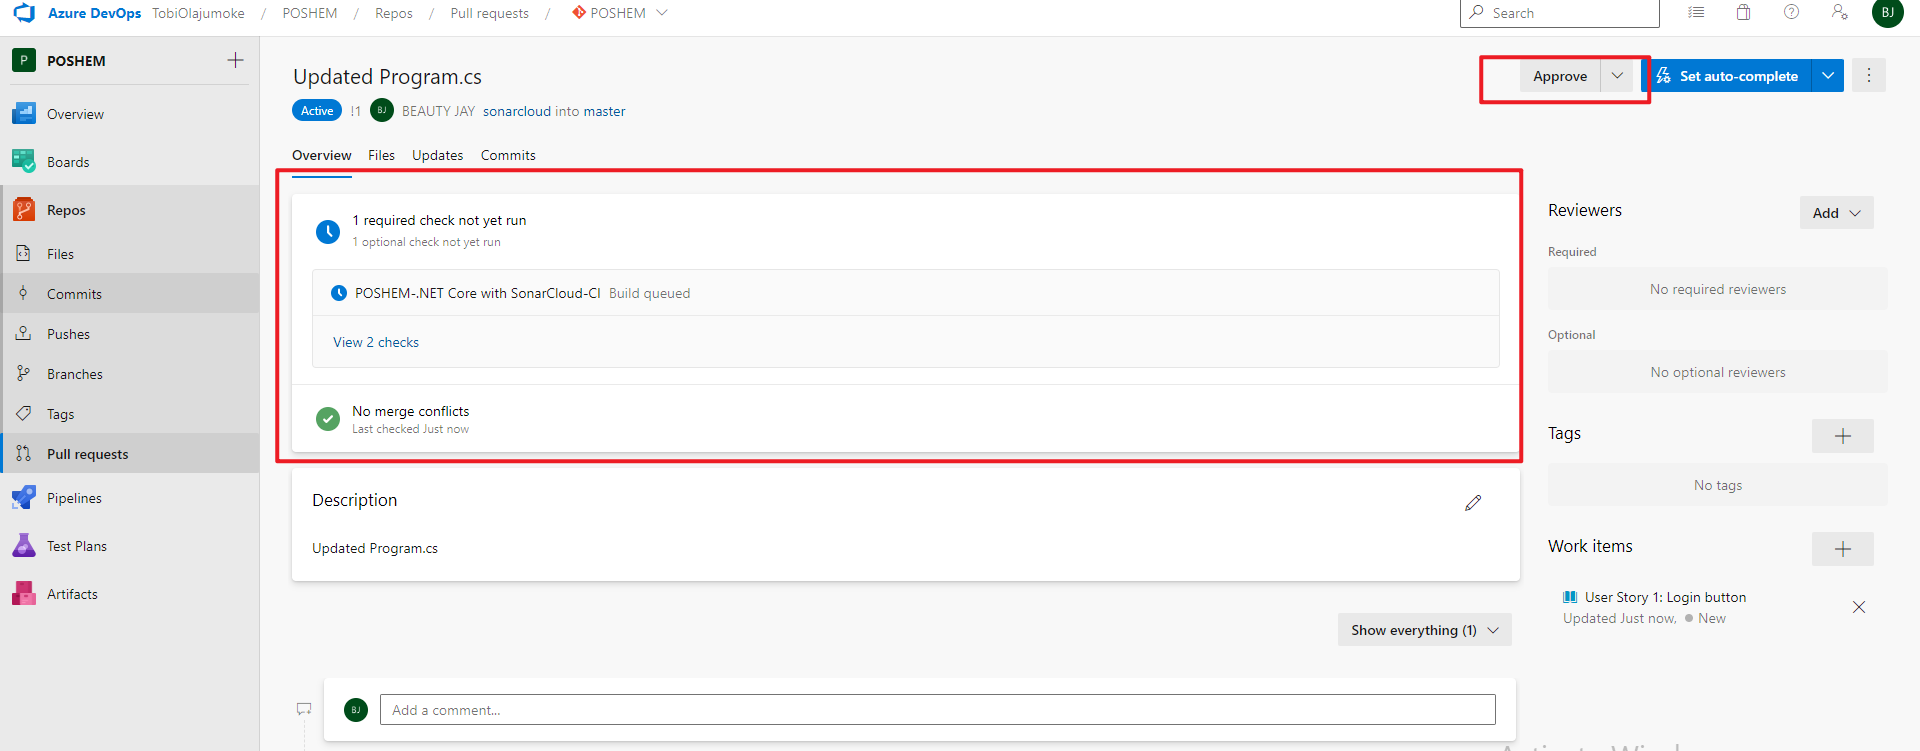 Azure DevOps TobiOlajumoke / POSHEM / Repos / Pull requests / POSHEM
Search
BJ
P POSHEM
Overview
Boards
Repos
Files
Commits
Pushes
Branches
Tags
Pull requests
Pipelines
Test Plans
Artifacts
Updated Program.cs
Approve
Set auto-complete
Active !1 BJ BEAUTY JAY sonarcloud into master
Overview Files Updates Commits
1 required check not yet run
1 optional check not yet run
POSHEM-.NET Core with SonarCloud-CI Build queued
View 2 checks
No merge conflicts
Last checked Just now
Description
Updated Program.cs
Show everything (1)
BJ
Add a comment...
Reviewers
Add
Required
No required reviewers
Optional
No optional reviewers
Tags
No tags
Work items
User Story 1: Login button
Updated Just now, New